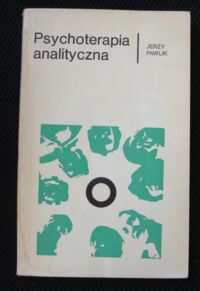 Psychoterapia
analityczna
JERZY
PAWLIK